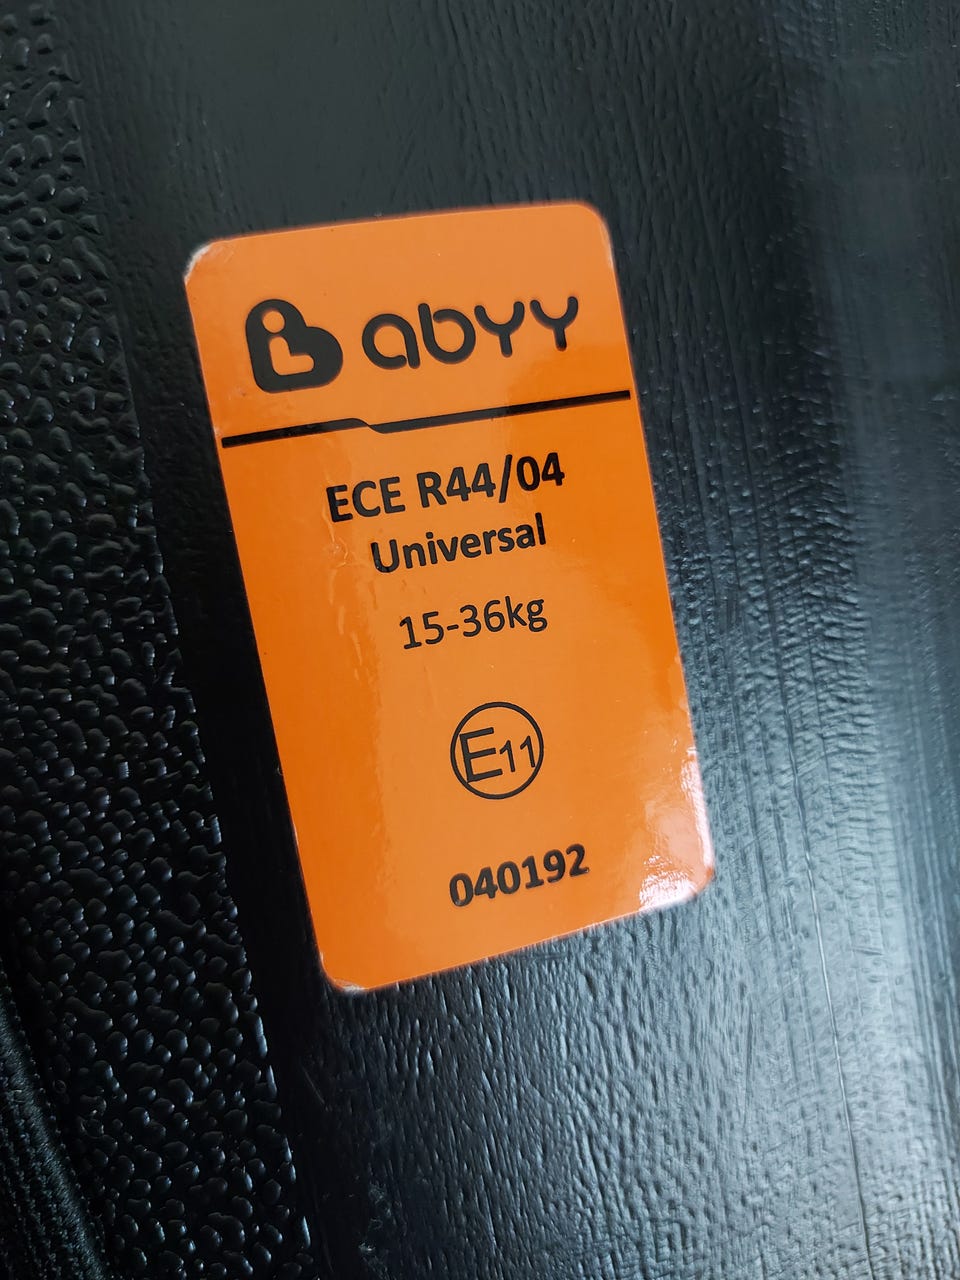 Babyy
ECE R44/04
Universal
15-36kg
E11
040192